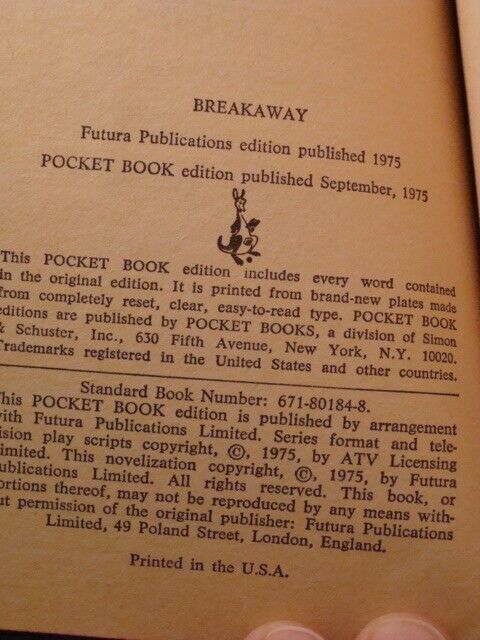 BREAKAWAY
Futura Publications edition published 1975
POCKET BOOK edition published September, 1975
This POCKET BOOK edition includes every word contained
in the original edition. It is printed from brand-new plates made
from completely reset, clear, easy-to-read type. POCKET BOOK
editions are published by POCKET BOOKS, a division of Simon
& Schuster, Inc., 630 Fifth Avenue, New York, N.Y. 10020.
Trademarks registered in the United States and other countries.
Standard Book Number: 671-80184-8.
This POCKET BOOK edition is published by arrangement
with Futura Publications Limited. Series format and tele-
vision play scripts copyright, ©, 1975, by ATV Licensing
Limited. This novelization copyright, ©, 1975, by Futura
Publications Limited. All rights reserved. This book, or
portions thereof, may not be reproduced by any means with-
out permission of the original publisher: Futura Publications
Limited, 49 Poland Street, London, England.
Printed in the U.S.A.